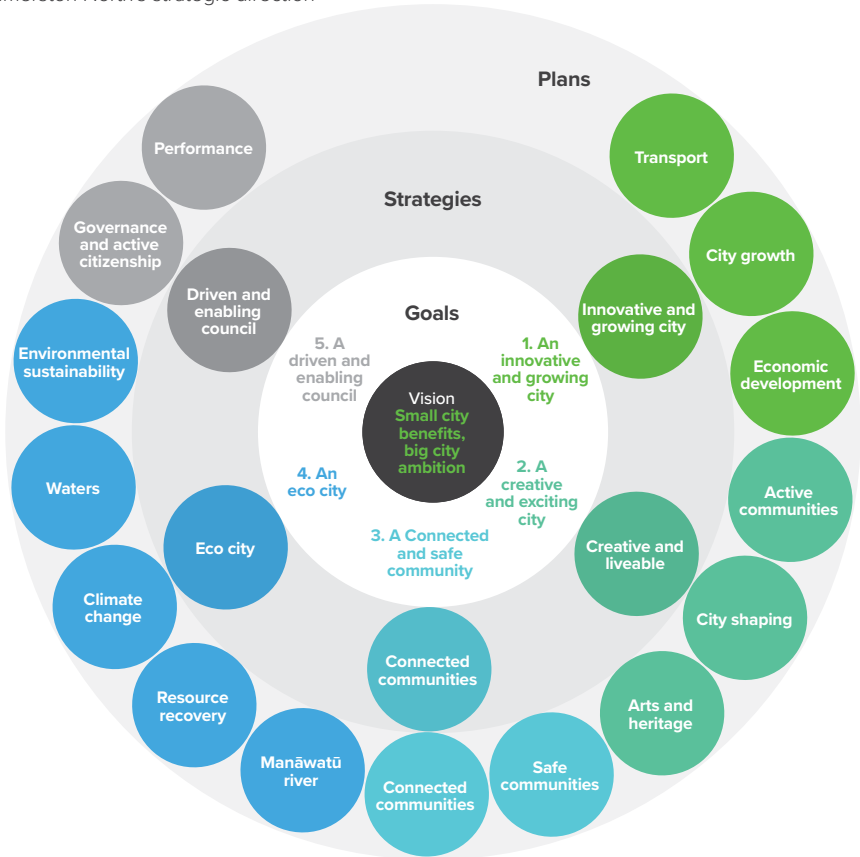 North's strategic direction
Plans
Performance
Transport
Strategies
Governance
and active
citizenship
City growth
Driven and
enabling
council
Innovative and
growing city
Goals
5. A
driven and
enabling
council
1. An
innovative
and growing
city
Environmental
sustainability
Economic
development
Vision
Small city
benefits,
big city
ambition
4. An
eco city
2. A
creative
and exciting
city
Waters
Active
communities
3. A Connected
and safe
community
Eco city
Creative and
liveable
Climate
change
City shaping
Connected
communities
Resource
recovery
Arts and
heritage
Manāwatū
river
Connected
communities
Safe
communities